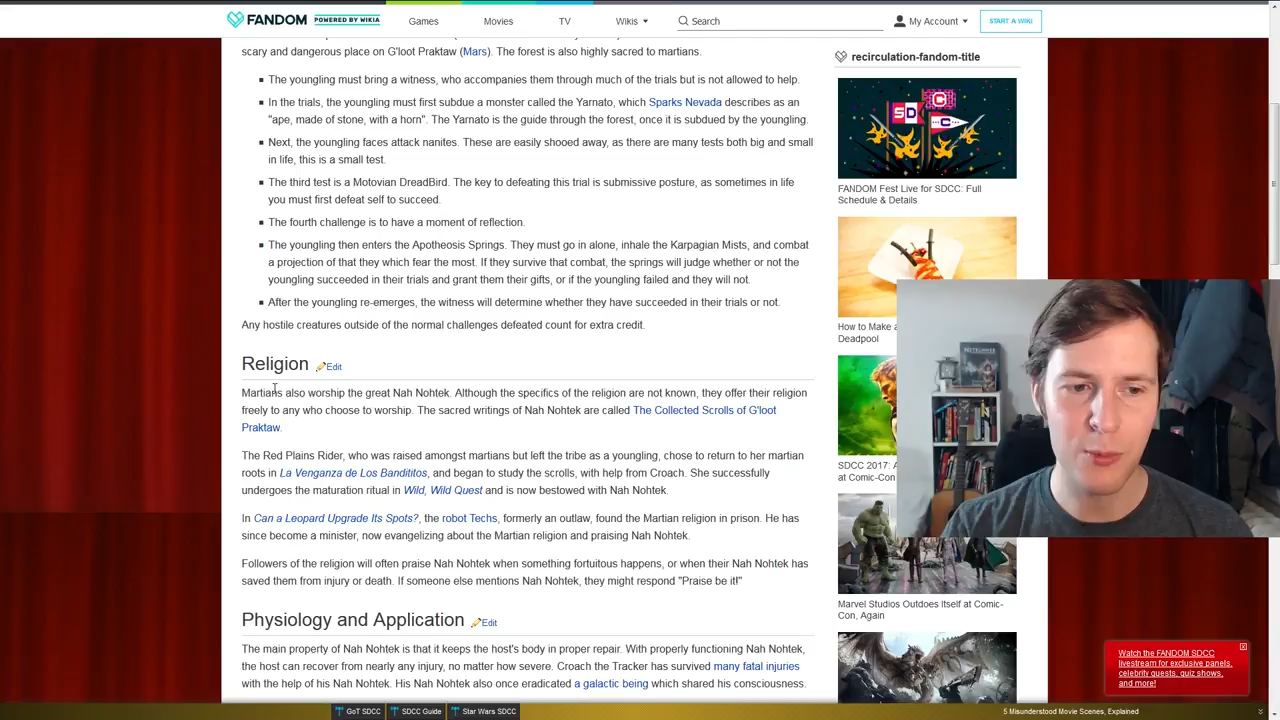 FANDOM POWERED BY WIKIA Games Movies TV Wikis Search My Account START A WIKI
scary and dangerous place on G'loot Praktaw (Mars). The forest is also highly sacred to martians.
The youngling must bring a witness, who accompanies them through much of the trials but is not allowed to help.
In the trials, the youngling must first subdue a monster called the Yarnato, which Sparks Nevada describes as an
"ape, made of stone, with a horn". The Yarnato is the guide through the forest, once it is subdued by the youngling.
Next, the youngling faces attack nanites. These are easily shooed away, as there are many tests both big and small
in life, this is a small test.
The third test is a Motovian DreadBird. The key to defeating this trial is submissive posture, as sometimes in life
you must first defeat self to succeed.
The fourth challenge is to have a moment of reflection.
The youngling then enters the Apotheosis Springs. They must go in alone, inhale the Karpagian Mists, and combat
a projection of that they which fear the most. If they survive that combat, the springs will judge whether or not the
youngling succeeded in their trials and grant them their gifts, or if the youngling failed and they will not.
After the youngling re-emerges, the witness will determine whether they have succeeded in their trials or not.
Any hostile creatures outside of the normal challenges defeated count for extra credit.
Religion Edit
Martians also worship the great Nah Nohtek. Although the specifics of the religion are not known, they offer their religion
freely to any who choose to worship. The sacred writings of Nah Nohtek are called The Collected Scrolls of G'loot
Praktaw.
The Red Plains Rider, who was raised amongst martians but left the tribe as a youngling, chose to return to her martian
roots in La Venganza de Los Bandititos, and began to study the scrolls, with help from Croach. She successfully
undergoes the maturation ritual in Wild, Wild Quest and is now bestowed with Nah Nohtek.
In Can a Leopard Upgrade Its Spots?, the robot Techs, formerly an outlaw, found the Martian religion in prison. He has
since become a minister, now evangelizing about the Martian religion and praising Nah Nohtek.
Followers of the religion will often praise Nah Nohtek when something fortuitous happens, or when their Nah Nohtek has
saved them from injury or death. If someone else mentions Nah Nohtek, they might respond "Praise be it!"
Physiology and Application Edit
The main property of Nah Nohtek is that it keeps the host's body in proper repair. With properly functioning Nah Nohtek,
the host can recover from nearly any injury, no matter how severe. Croach the Tracker has survived many fatal injuries
with the help of his Nah Nohtek. His has even once eradicated a galactic being which shared his consciousness.
recirculation-fandom-title
SD CC
FANDOM Fest Live for SDCC: Full
Schedule & Details
How to Make a
Deadpool
SDCC 2017: A
at Comic-Con
Marvel Studios Outdoes Itself at Comic-
Con, Again
Watch the FANDOM SDCC
livestream for exclusive panels,
celebrity guests, quiz shows,
and more!
GoT SDCC SDCC Guide Star Wars SDCC 5 Misunderstood Movie Scenes, Explained